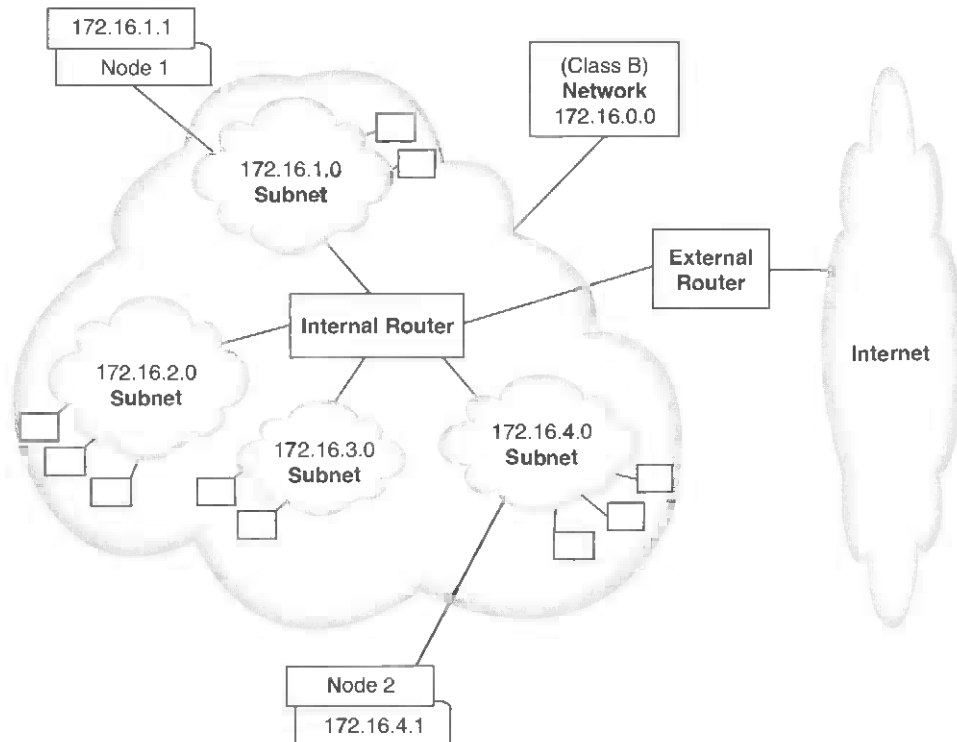 172.16.1.1
Node 1
(Class B)
Network
172.16.0.0
172.16.1.0
Subnet
External
Router
Internal Router
Internet
172.16.2.0
Subnet
172.16.3.0
Subnet
172.16.4.0
Subnet
Node 2
172.16.4.1